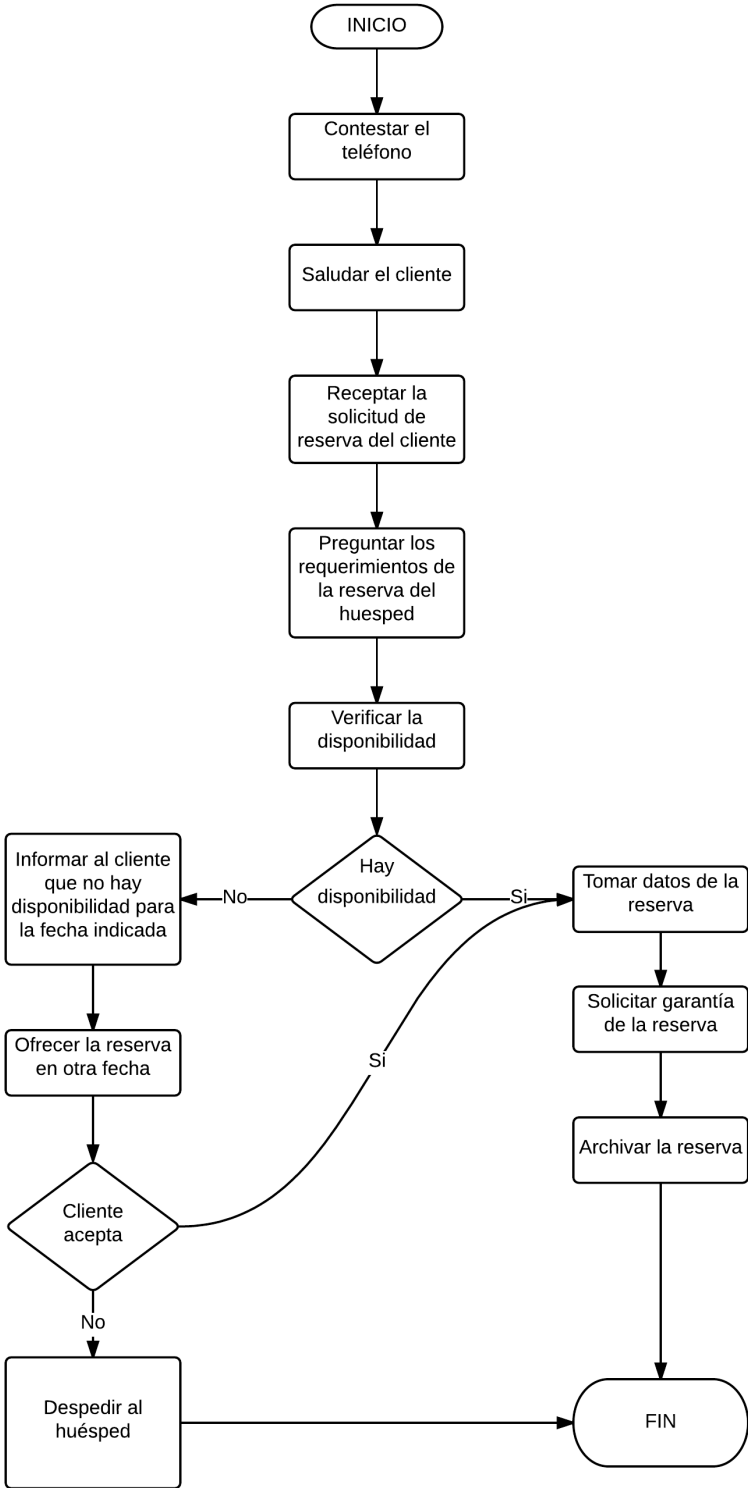 INICIO
Contestar el
teléfono
Saludar el cliente
Receptar la
solicitud de
reserva del cliente
Preguntar los
requerimientos de
la reserva del
huesped
Verificar la
disponibilidad
Hay
disponibilidad
No
Si
Informar al cliente
que no hay
disponibilidad para
la fecha indicada
Ofrecer la reserva
en otra fecha
Cliente
acepta
Si
No
Despedir al
huésped
Tomar datos de la
reserva
Solicitar garantía
de la reserva
Archivar la reserva
FIN